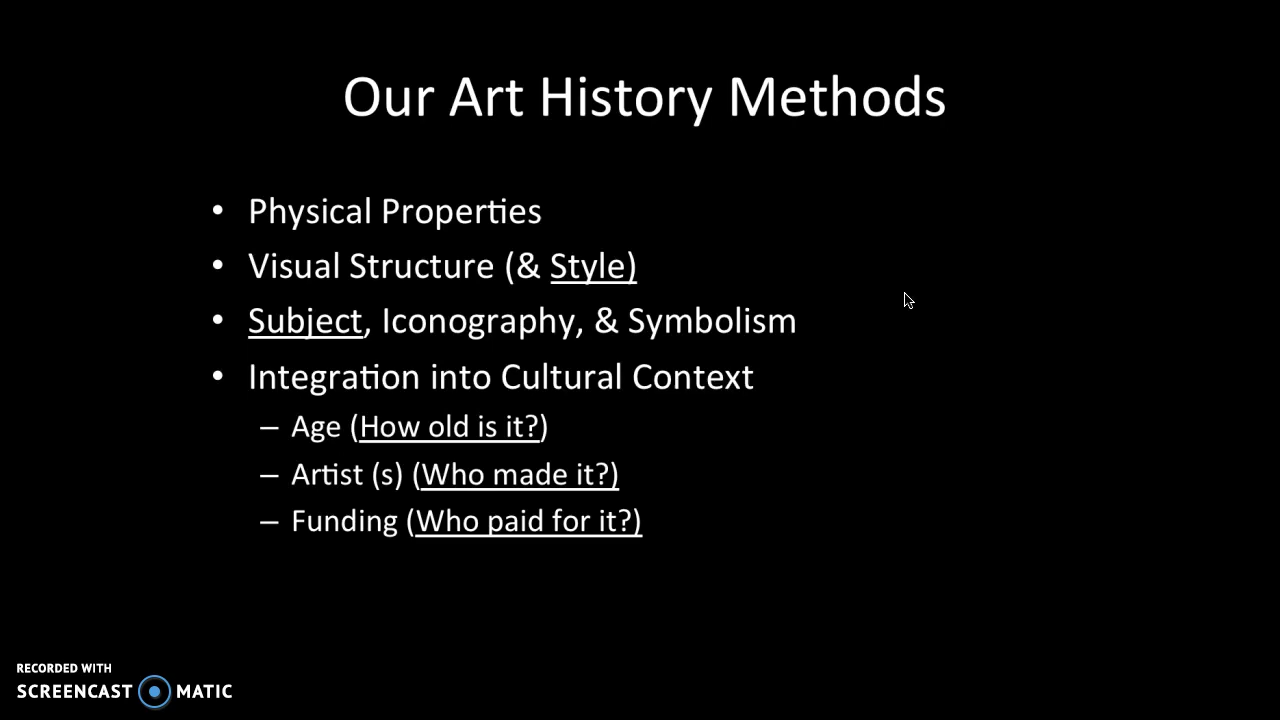 Our Art History Methods
• Physical Properties
• Visual Structure (& Style)
• Subject, Iconography, & Symbolism
• Integration into Cultural Context
– Age (How old is it?)
– Artist (s) (Who made it?)
– Funding (Who paid for it?)
RECORDED WITH
SCREENCAST MATIC